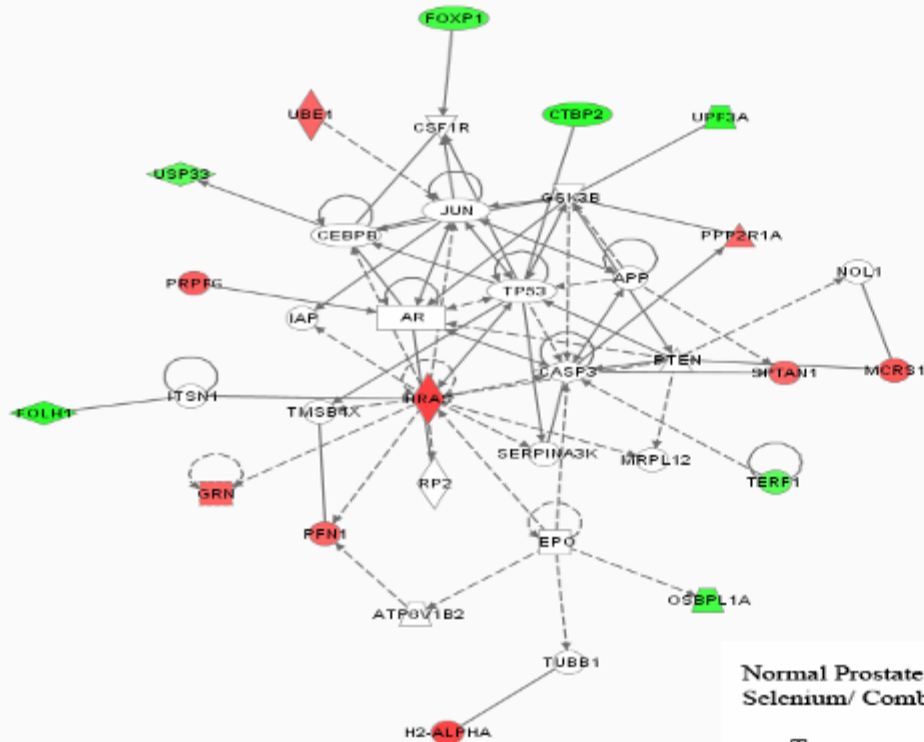 FOXP1
UBE1
CTBP2
UPF3A
CSF1R
USP33
GSK3B
JUN
CEBPB
PPP2R1A
APP
NOL1
PRPF6
TP53
IAP
AR
PTEN
CASP3
SPTAN1
MCRS1
ITSN1
HRAS
FOLH1
TMSB4X
SERPINA3K
MRPL12
RP2
TERF1
GRN
PFN1
EPO
OSBPL1A
ATP6V1B2
TUBB1
Normal Prostate
Selenium/ Comb
H2-ALPHA